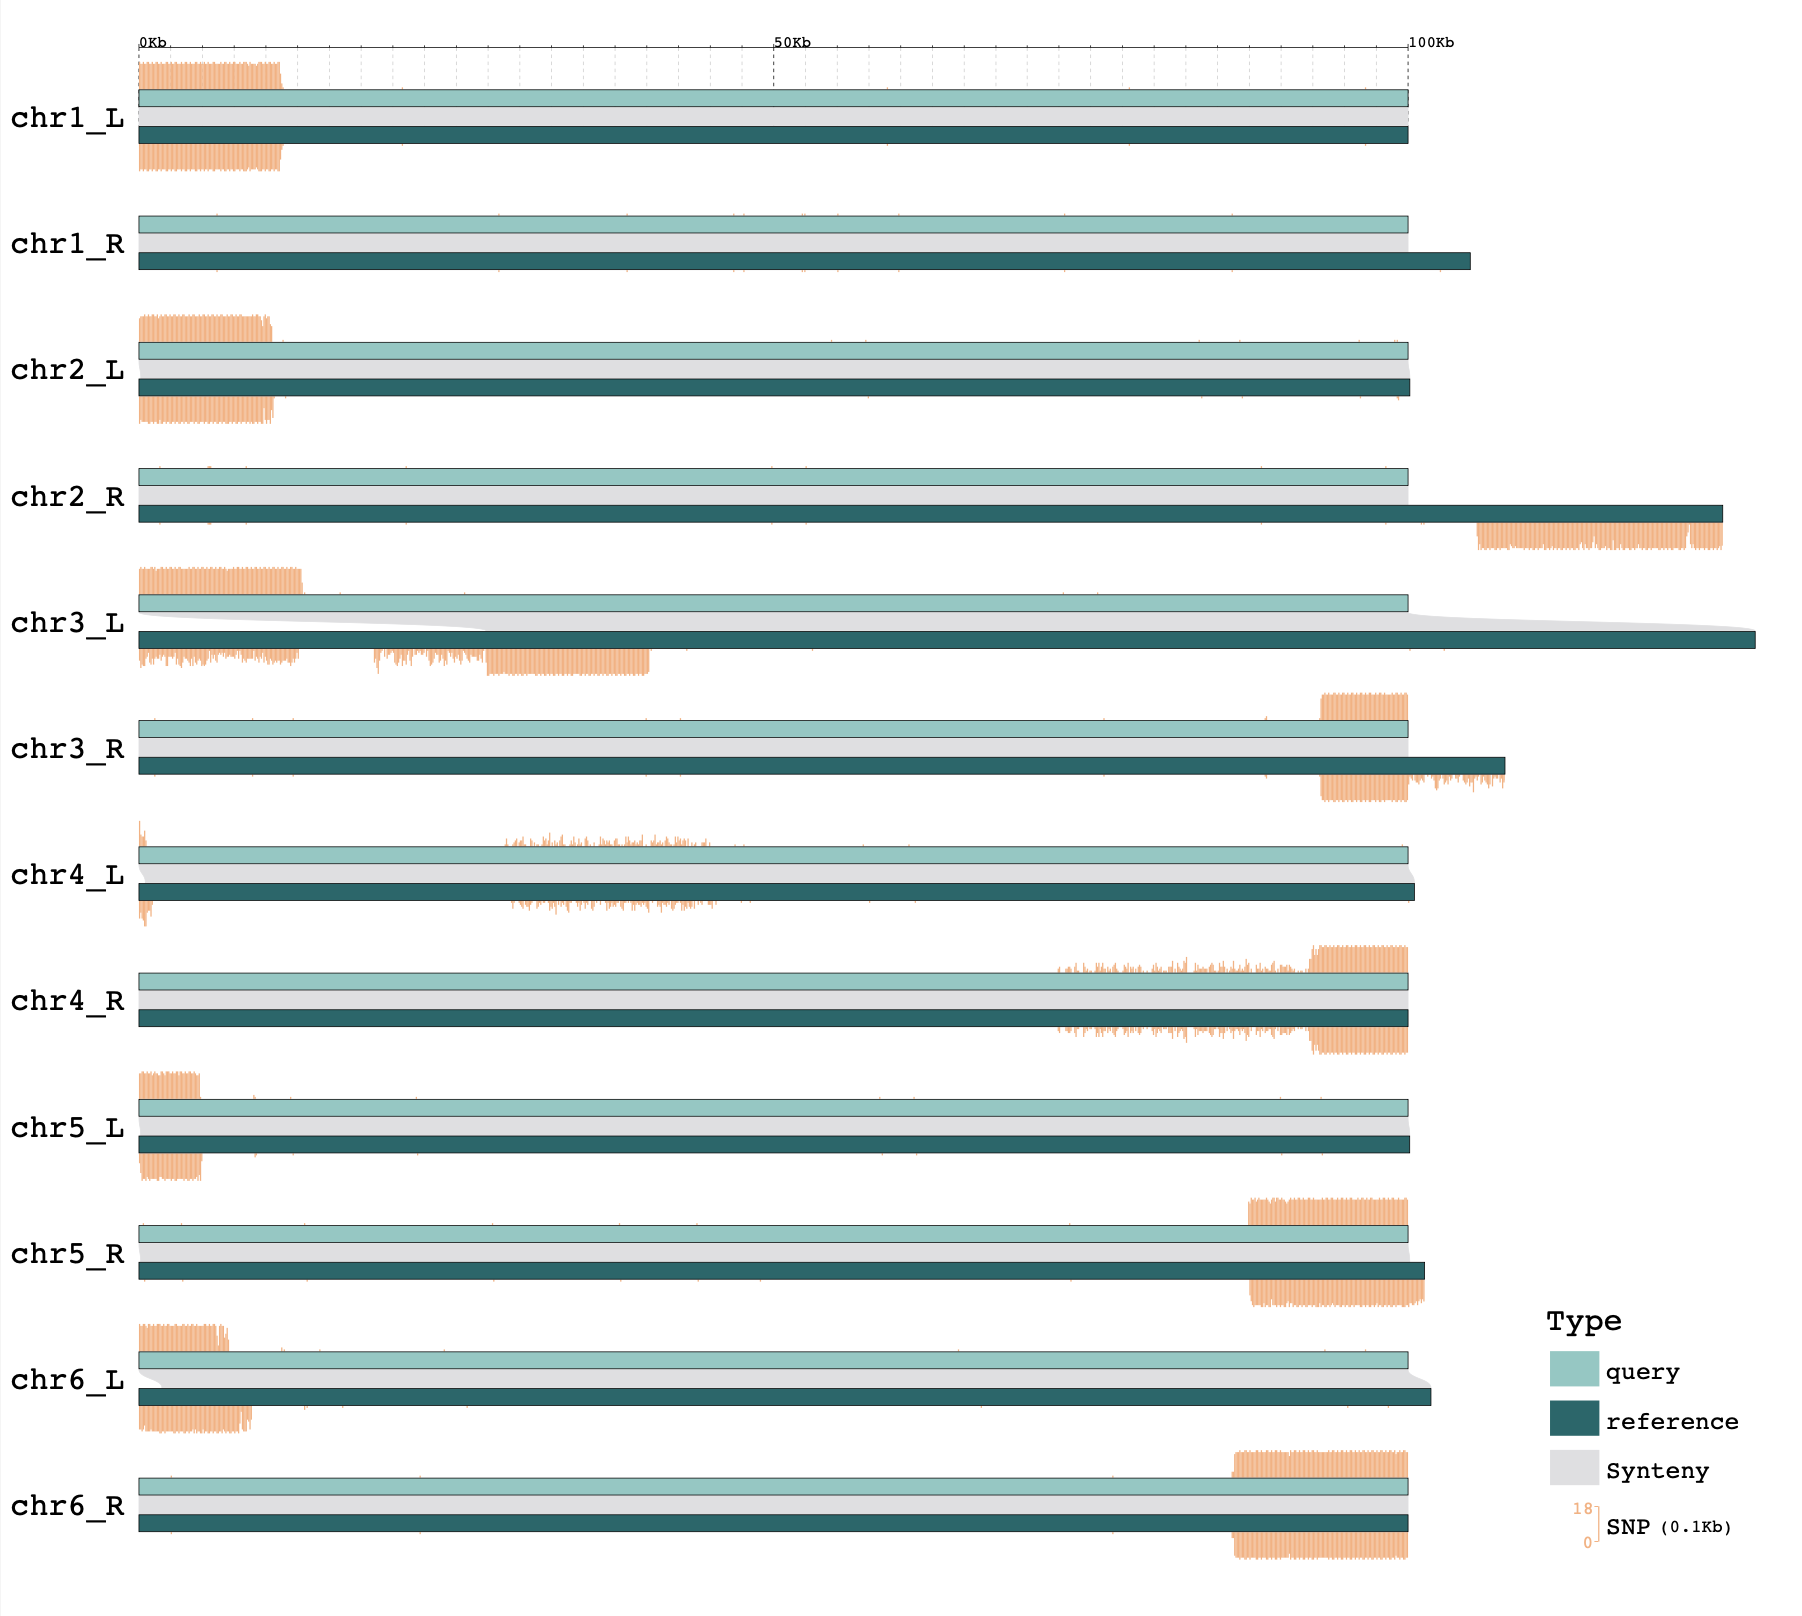 0Kb 50Kb 100Kb
chr1_L
chr1_R
chr2_L
chr2_R
chr3_L
chr3_R
chr4_L
chr4_R
chr5_L
chr5_R
chr6_L
chr6_R
Type
query
reference
Synteny
18
SNP (0.1Kb)
0